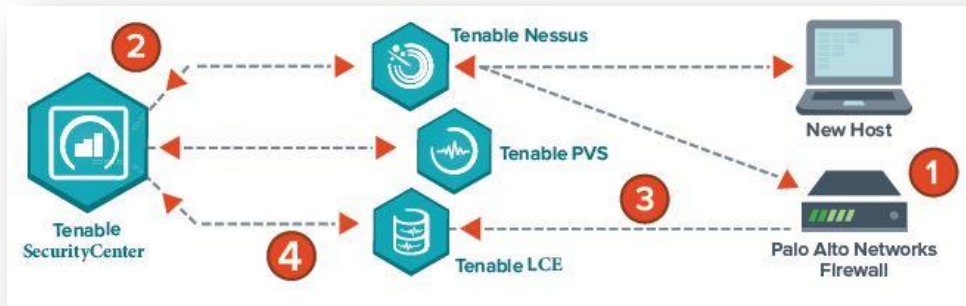 2
Tenable Nessus
New Host
Tenable PVS
1
Tenable
SecurityCenter
3
4
Tenable LCE
Palo Alto Networks
Firewall